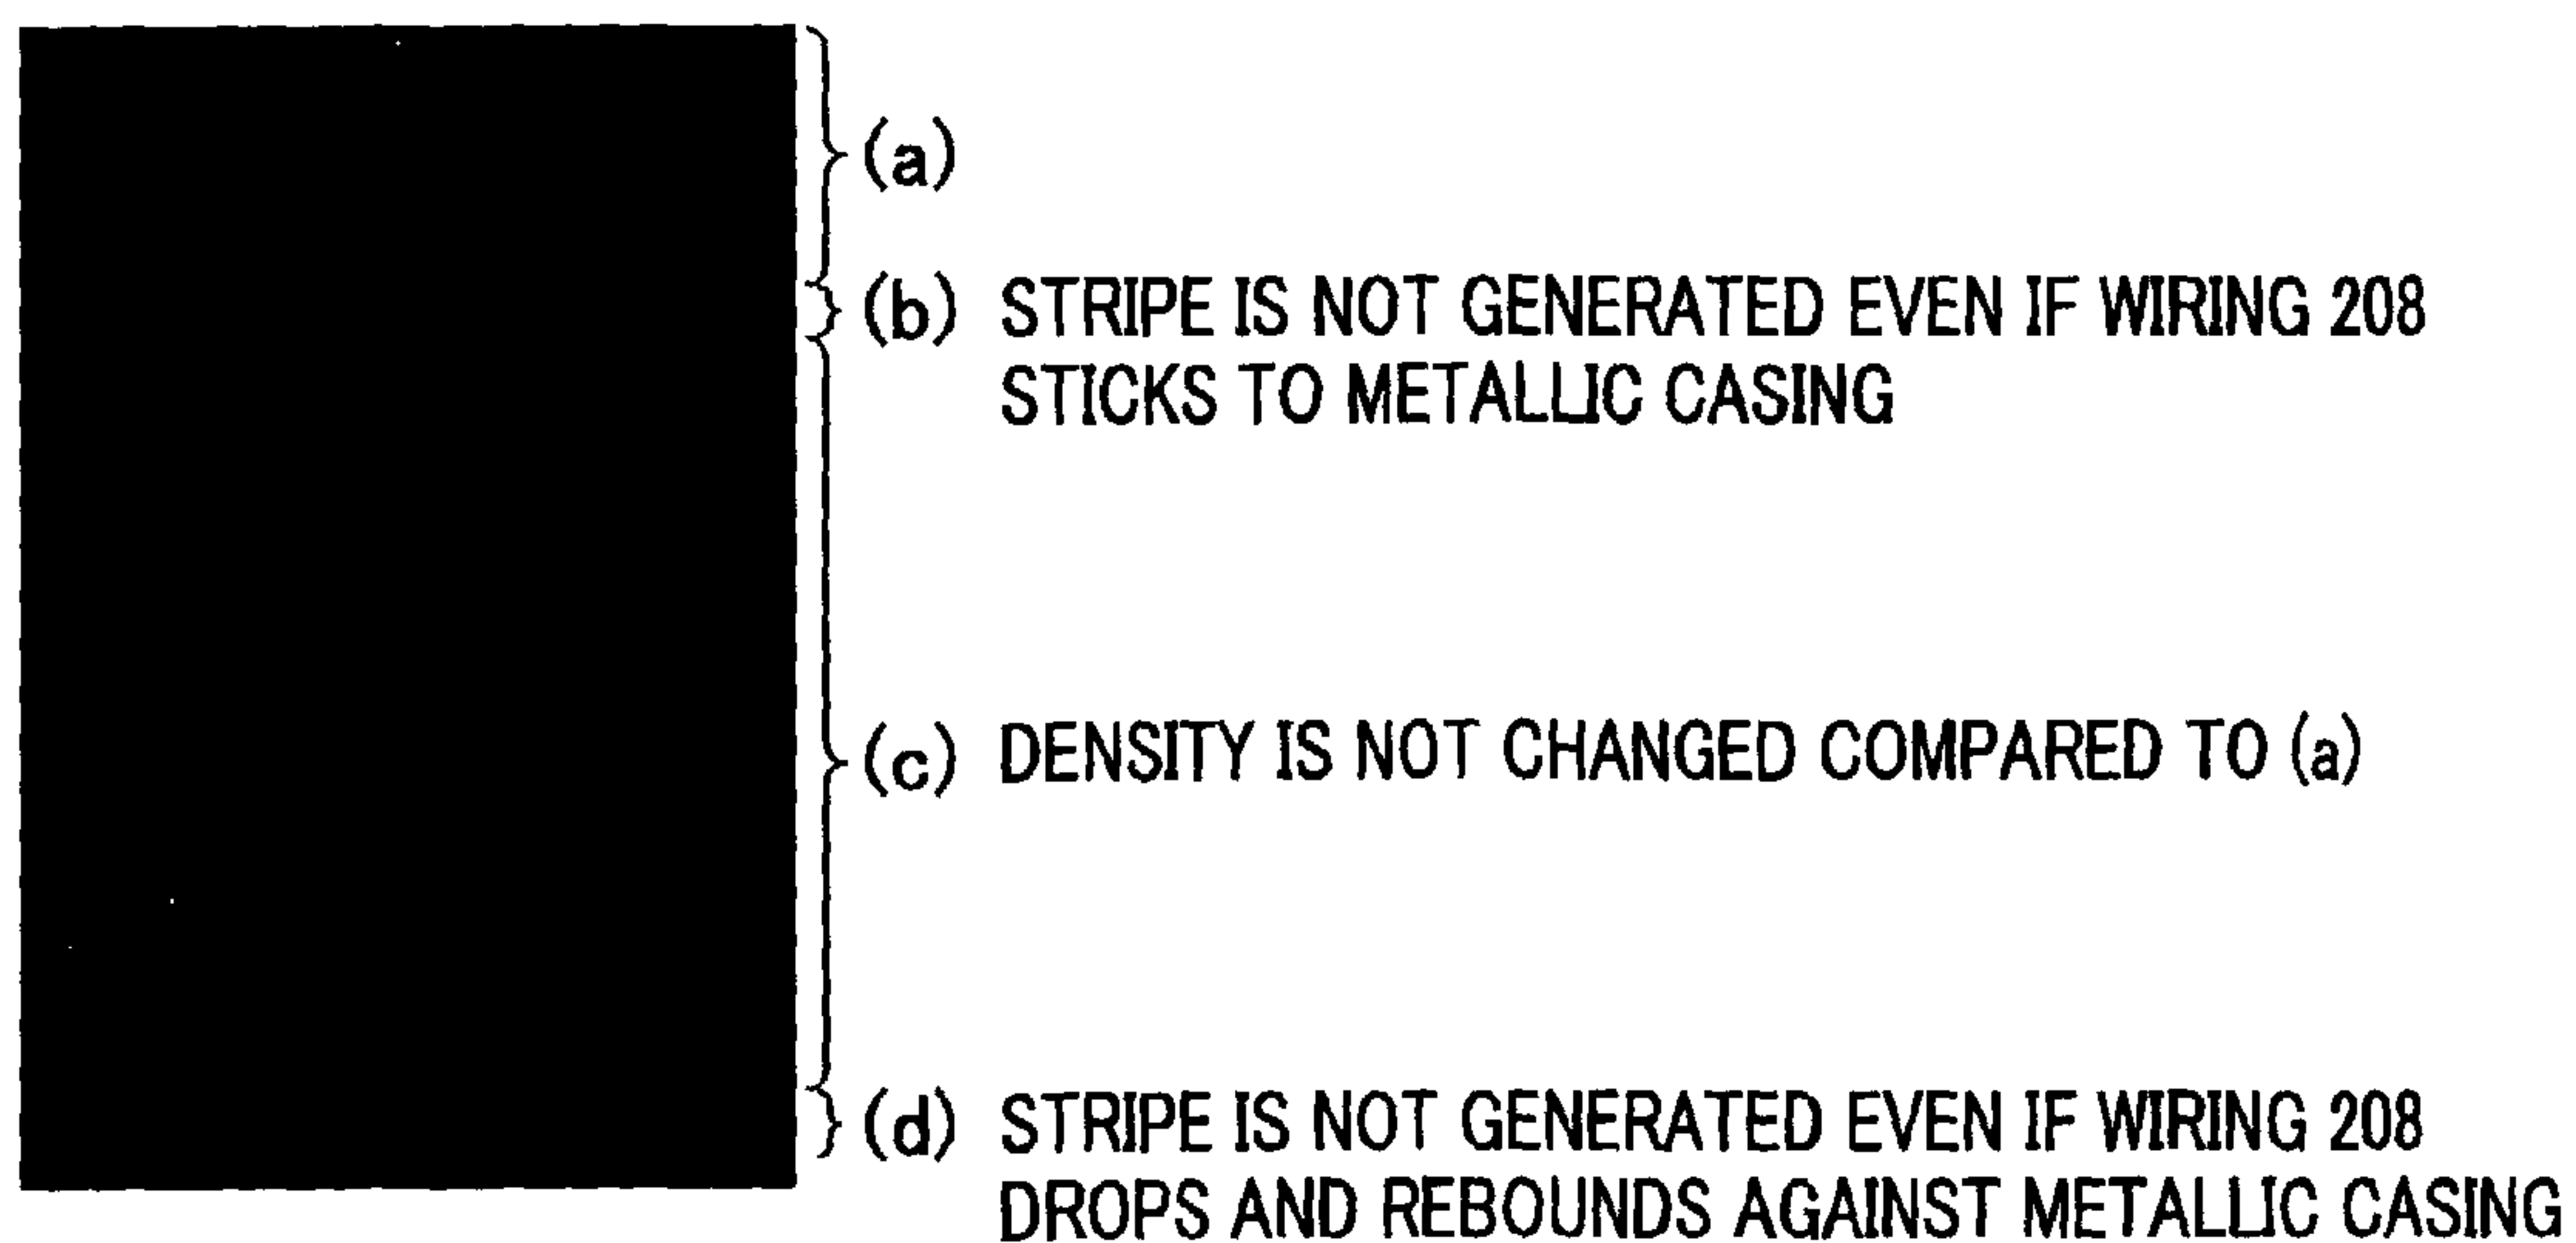 (a)
(b) STRIPE IS NOT GENERATED EVEN IF WIRING 208
STICKS TO METALLIC CASING
(c) DENSITY IS NOT CHANGED COMPARED TO (a)
(d) STRIPE IS NOT GENERATED EVEN IF WIRING 208
DROPS AND REBOUNDS AGAINST METALLIC CASING